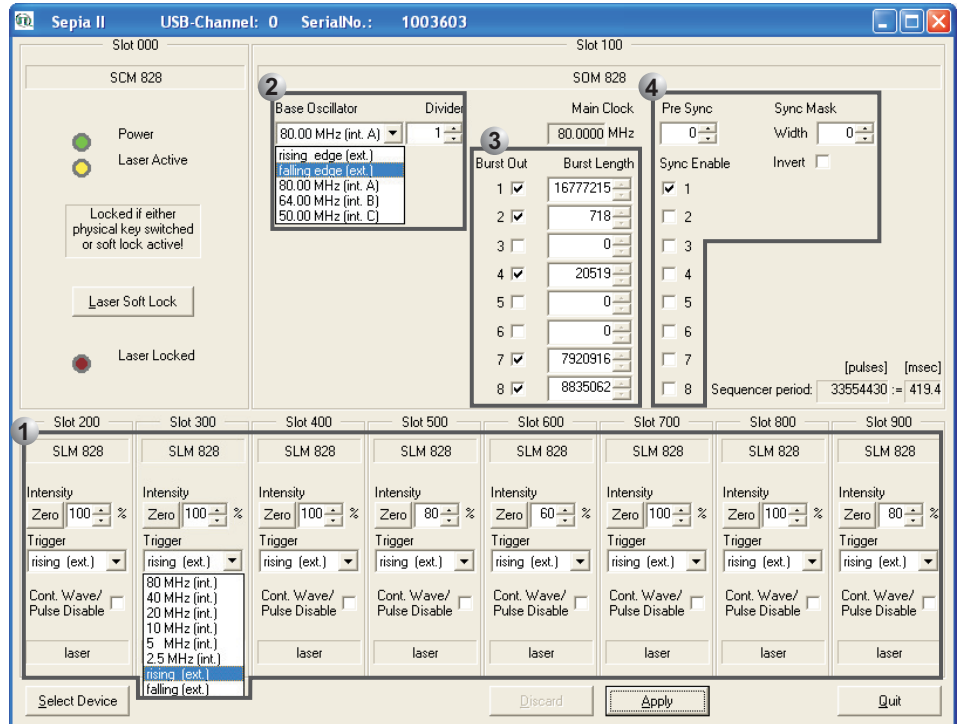 Sepia II USB-Channel: 0 SerialNo.: 1003603
Slot 000
SCM 828
Power
Laser Active
Locked if either
physical key switched
or soft lock active!
Laser Soft Lock
Laser Locked
Slot 100
SOM 828
2
Base Oscillator Divider
80.00 MHz (int. A) 1
rising edge (ext.)
falling edge (ext.)
80.00 MHz (int. A)
64.00 MHz (int. B)
50.00 MHz (int. C)
Main Clock
80.0000 MHz
3
Burst Out Burst Length
1 16777215
2 718
3 0
4 20519
5 0
6 0
7 7920916
8 8835062
4
Pre Sync Sync Mask
0 Width 0
Sync Enable Invert
1
2
3
4
5
6
7
8
[pulses] [msec]
Sequencer period: 33554430 := 419.4
1
Slot 200
SLM 828
Intensity
Zero 100 %
Trigger
rising (ext.)
Cont. Wave/
Pulse Disable
laser
Slot 300
SLM 828
Intensity
Zero 100 %
Trigger
rising (ext.)
80 MHz (int.)
40 MHz (int.)
20 MHz (int.)
10 MHz (int.)
5 MHz (int.)
2.5 MHz (int.)
rising (ext.)
falling (ext.)
Slot 400
SLM 828
Intensity
Zero 100 %
Trigger
rising (ext.)
Cont. Wave/
Pulse Disable
laser
Slot 500
SLM 828
Intensity
Zero 80 %
Trigger
rising (ext.)
Cont. Wave/
Pulse Disable
laser
Slot 600
SLM 828
Intensity
Zero 60 %
Trigger
rising (ext.)
Cont. Wave/
Pulse Disable
laser
Slot 700
SLM 828
Intensity
Zero 100 %
Trigger
rising (ext.)
Cont. Wave/
Pulse Disable
laser
Slot 800
SLM 828
Intensity
Zero 100 %
Trigger
rising (ext.)
Cont. Wave/
Pulse Disable
laser
Slot 900
SLM 828
Intensity
Zero 80 %
Trigger
rising (ext.)
Cont. Wave/
Pulse Disable
laser
Select Device Discard Apply Quit